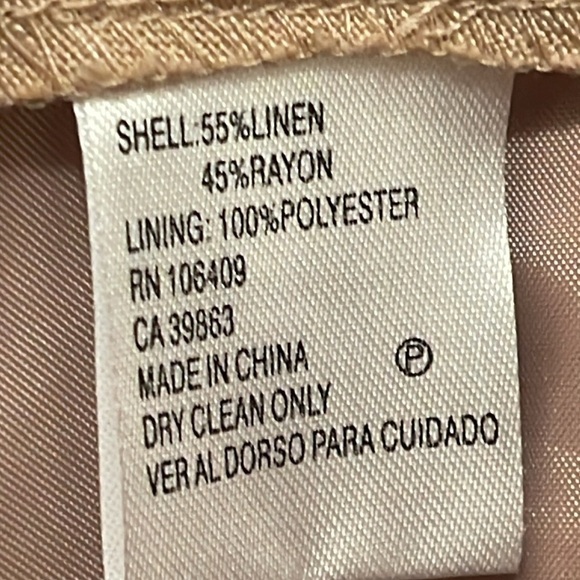 SHELL:55%LINEN
45%RAYON
LINING: 100%POLYESTER
RN 106409
CA 39863
MADE IN CHINA
P
DRY CLEAN ONLY
VER AL DORSO PARA CUIDADO